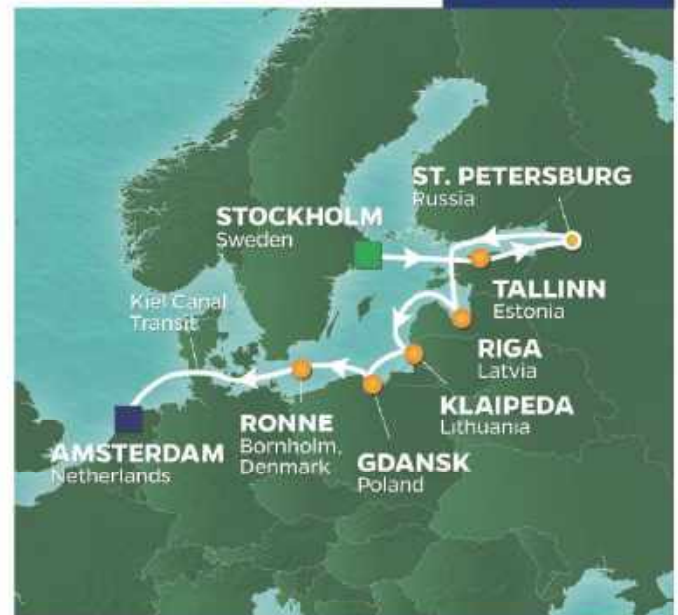 ST. PETERSBURG
Russia
STOCKHOLM
Sweden
TALLINN
Estonia
Kiel Canal
Transit
RIGA
Latvia
KLAIPEDA
Lithuania
RONNE
Bornholm,
Denmark
GDANSK
Poland
AMSTERDAM
Netherlands